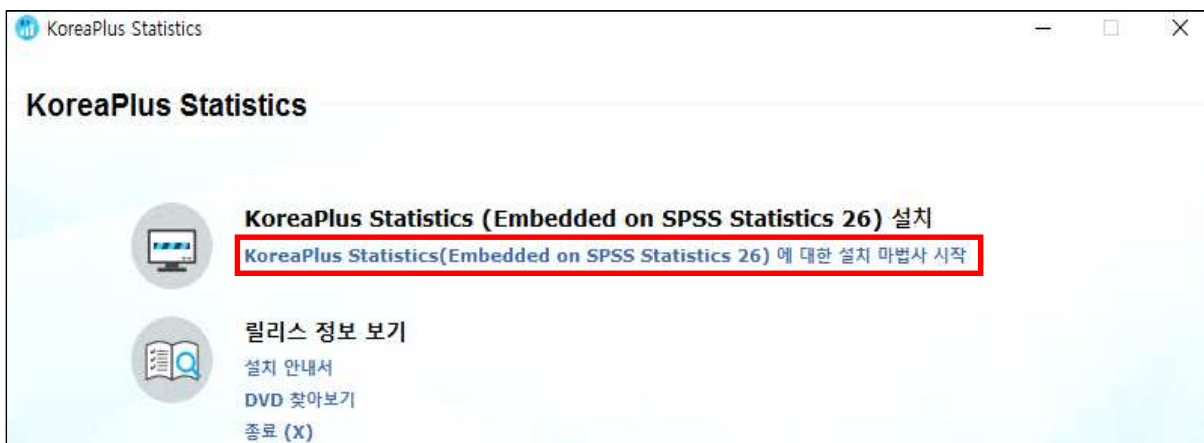 KoreaPlus Statistics
KoreaPlus Statistics
KoreaPlus Statistics (Embedded on SPSS Statistics 26) 설치
KoreaPlus Statistics(Embedded on SPSS Statistics 26) 에 대한 설치 마법사 시작
릴리스 정보 보기
설치 안내서
DVD 찾아보기
종료 (X)